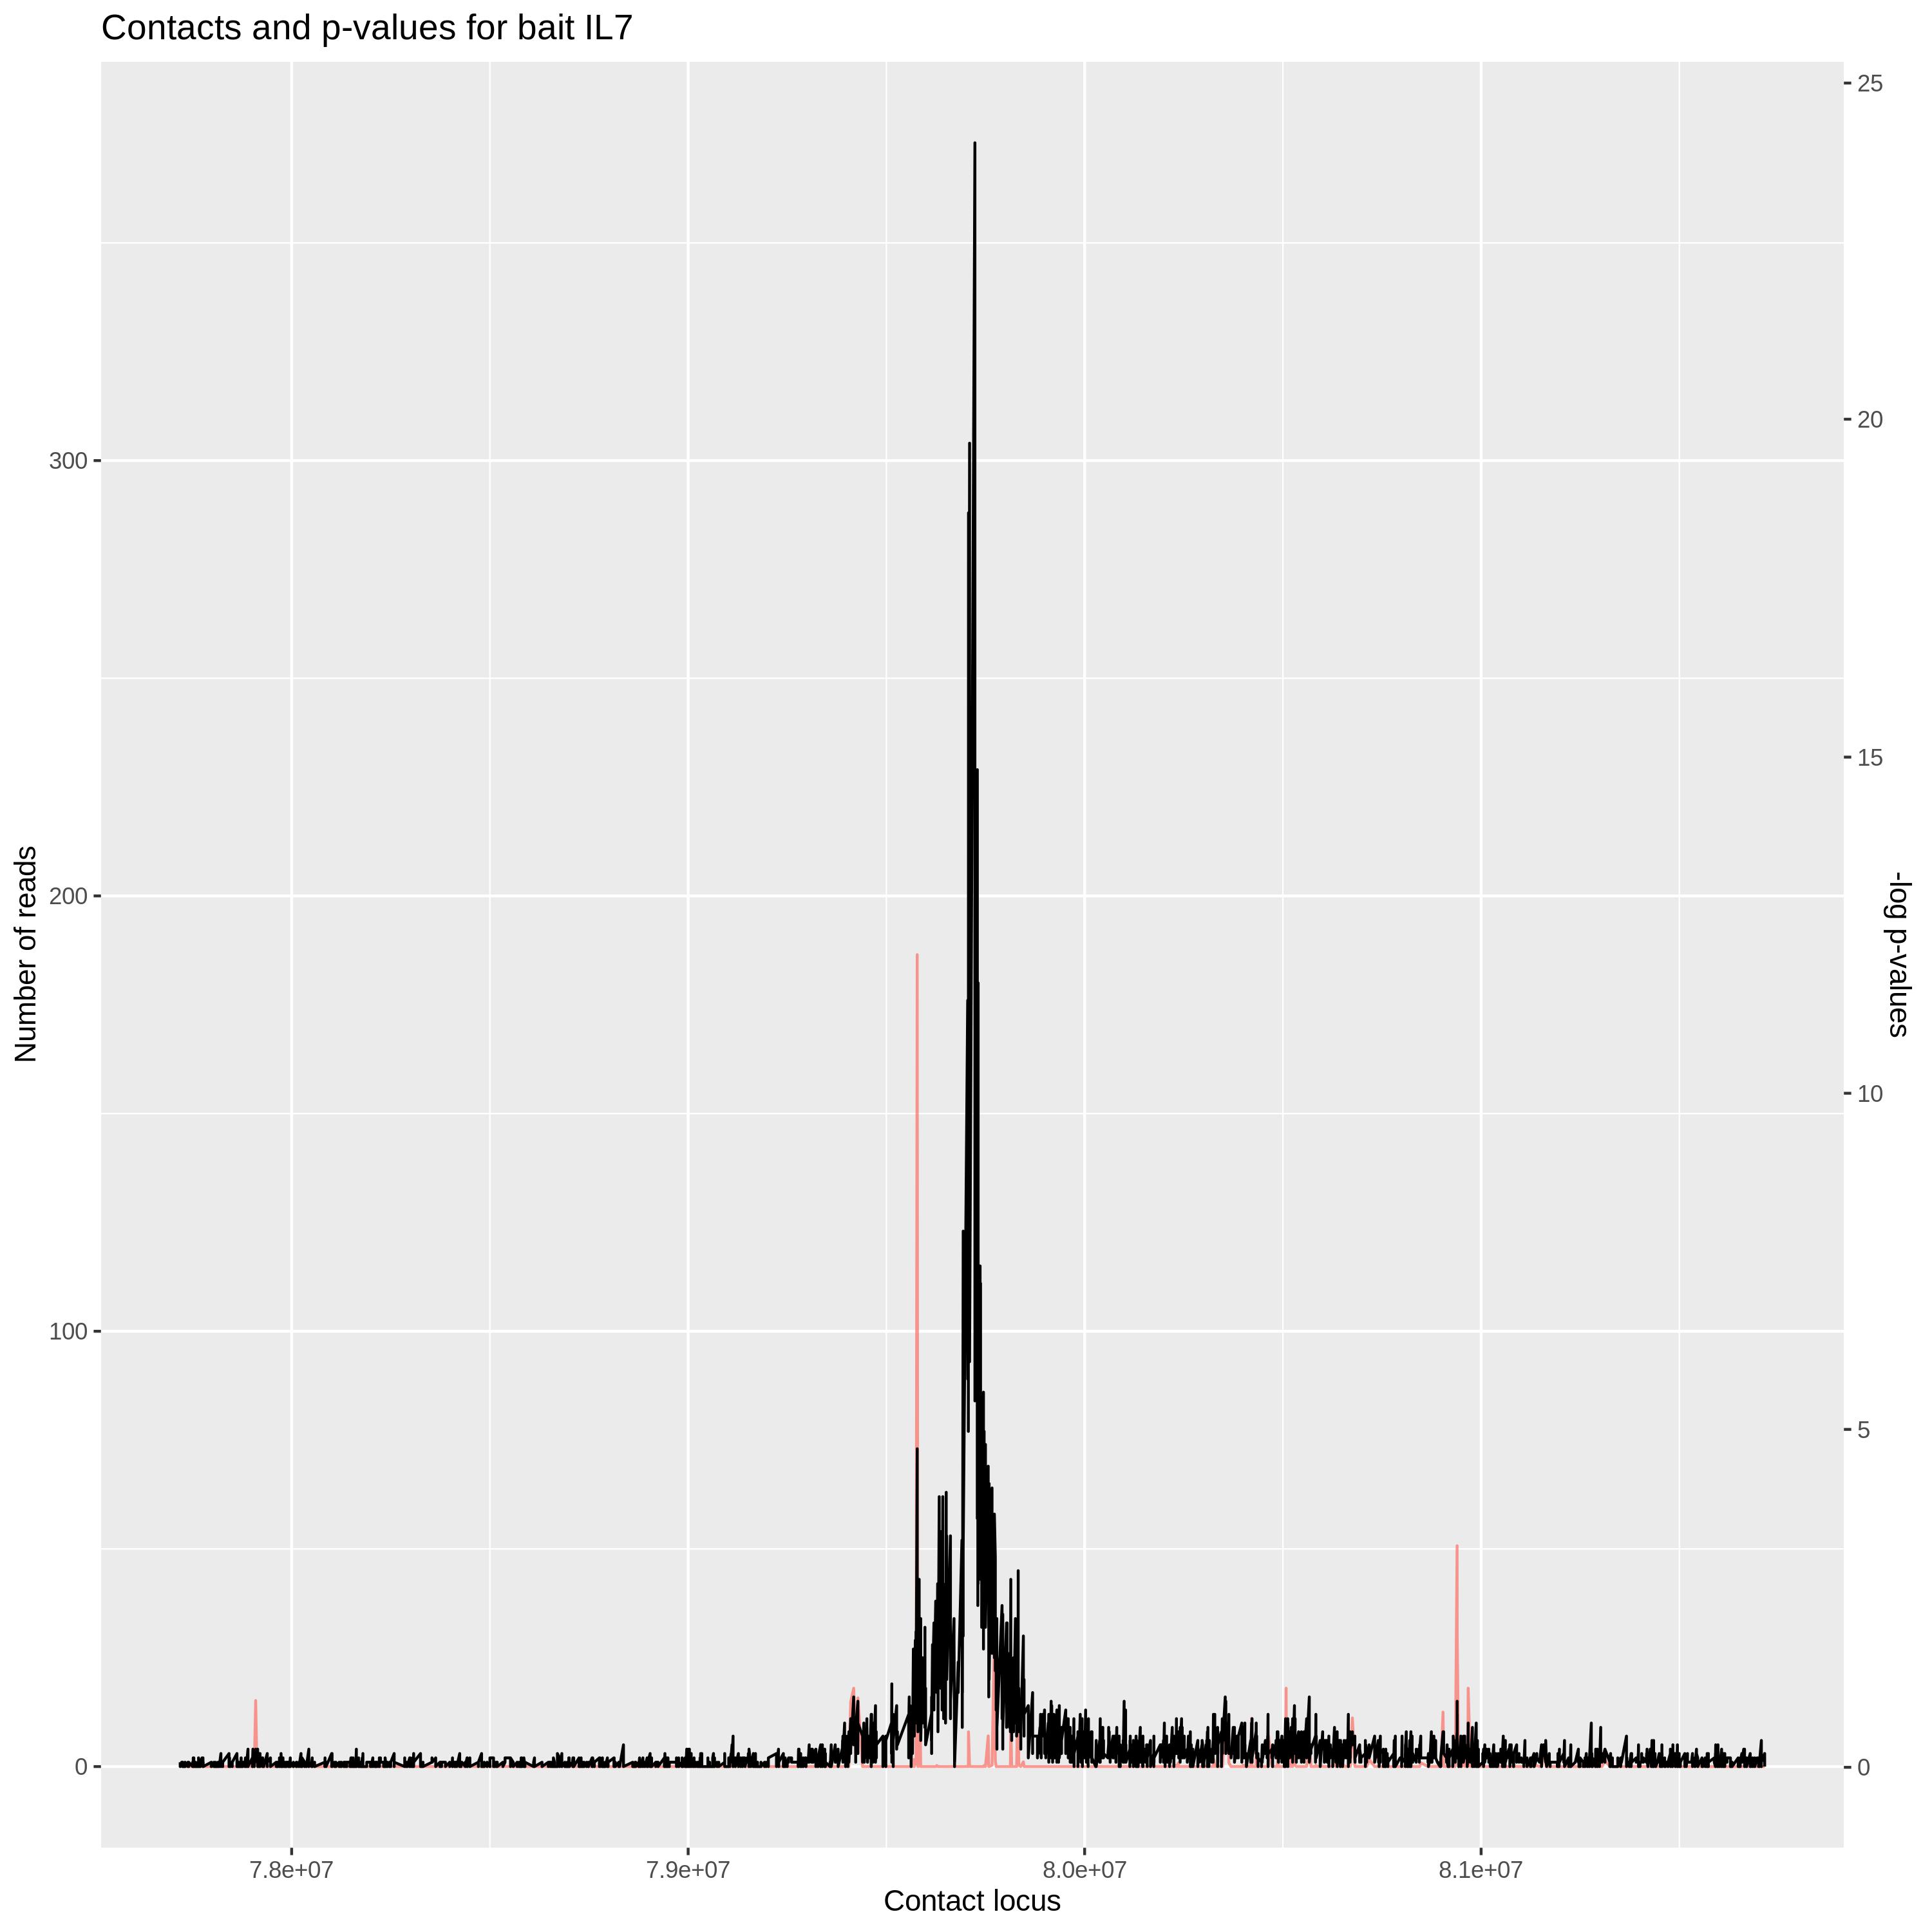 Contacts and p-values for bait IL7
25
20
300
15
Number of reads
200
-log p-values
10
100
5
0
0
7.8e+07
7.9e+07
8.0e+07
8.1e+07
Contact locus